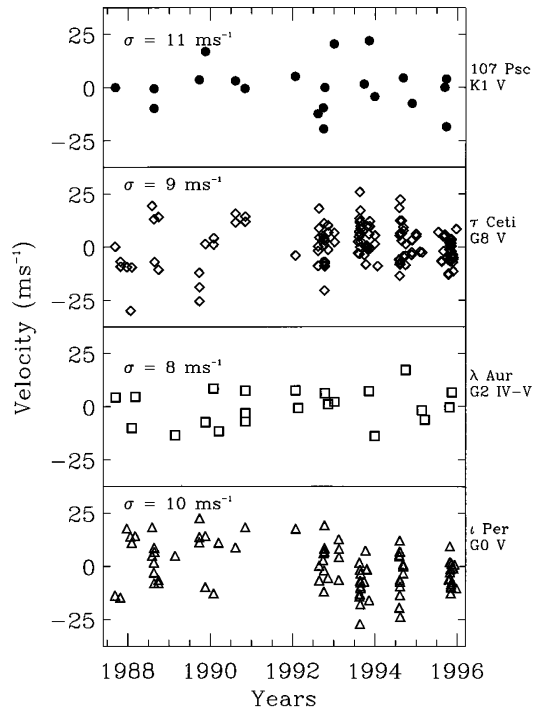 σ = 11 ms⁻¹
25
0
-25
107 Psc
K1 V
σ = 9 ms⁻¹
25
0
-25
τ Ceti
G8 V
σ = 8 ms⁻¹
25
0
-25
λ Aur
G2 IV-V
σ = 10 ms⁻¹
25
0
-25
ι Per
G0 V
Velocity (ms⁻¹)
1988 1990 1992 1994 1996
Years